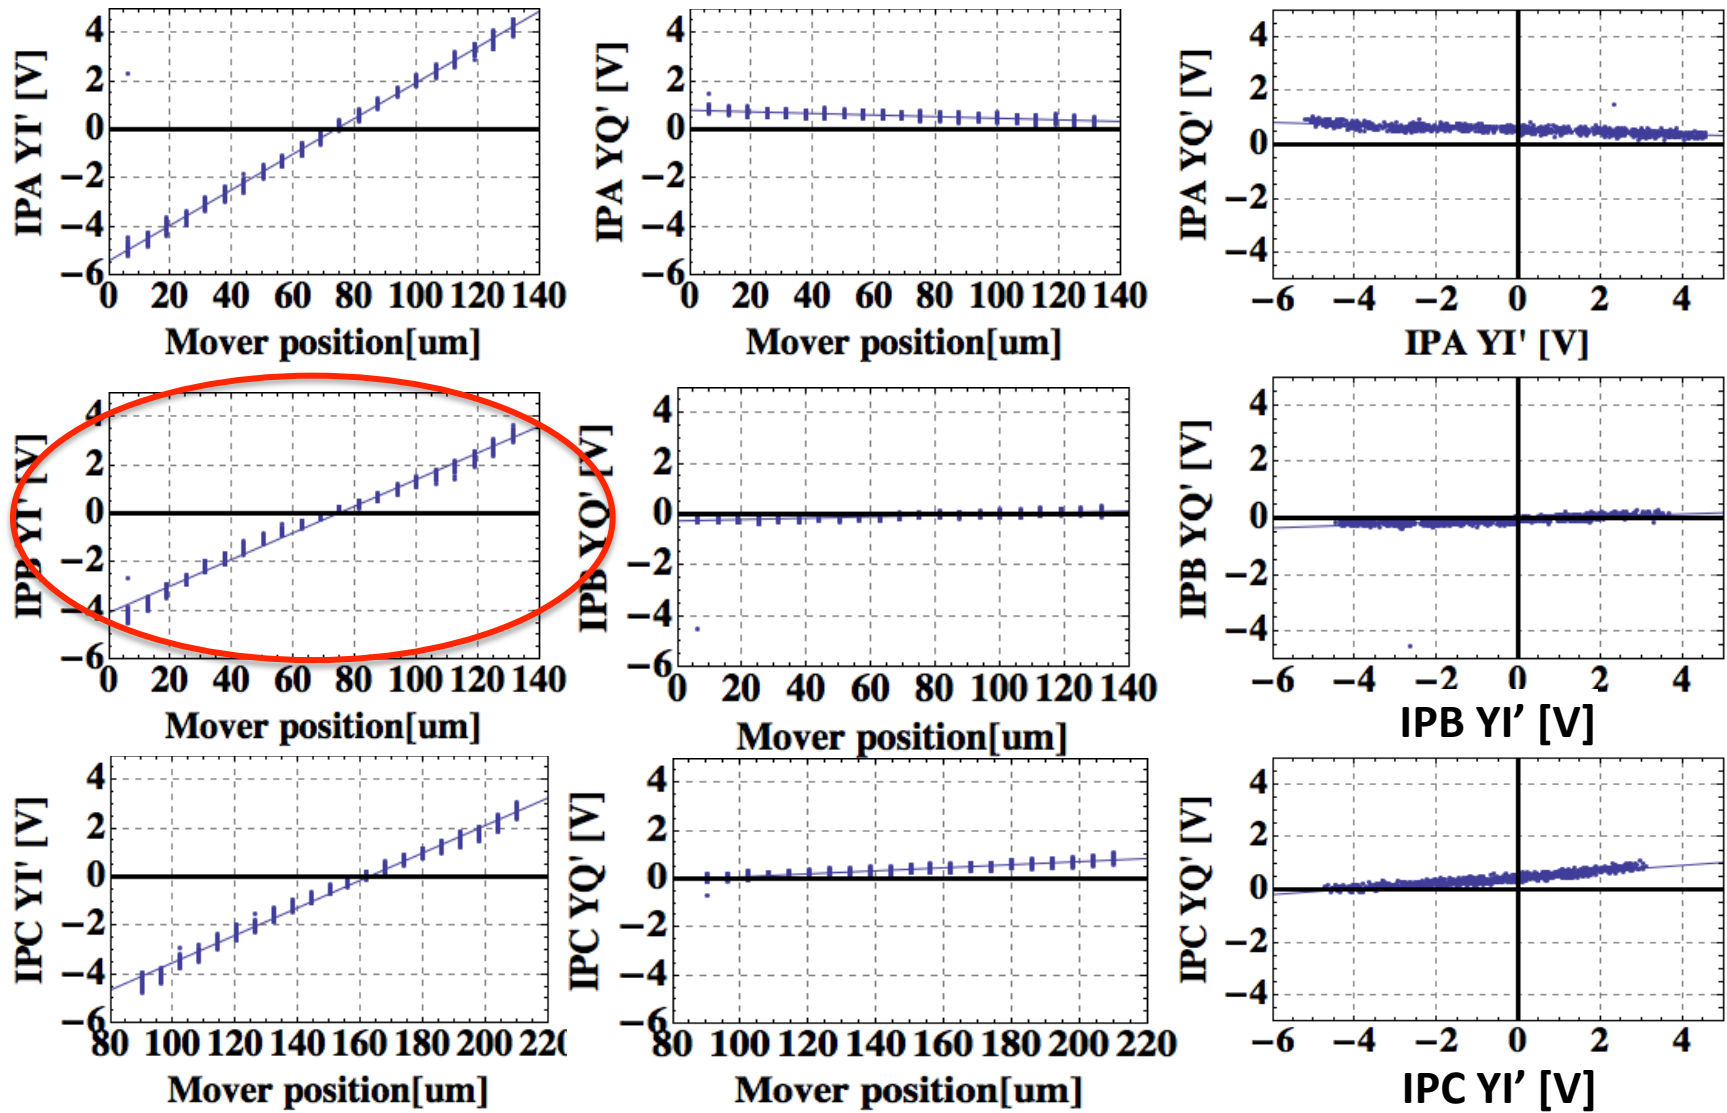 IPA YI' [V]
4
2
0
−2
−4
−6
0 20 40 60 80 100 120 140
Mover position[um]
IPA YQ' [V]
4
2
0
−2
−4
−6
0 20 40 60 80 100 120 140
Mover position[um]
IPA YQ' [V]
4
2
0
−2
−4
−6 −4 −2 0 2 4
IPA YI' [V]
IPB YI' [V]
4
2
0
−2
−4
−6
0 20 40 60 80 100 120 140
Mover position[um]
IPB YQ' [V]
4
2
0
−2
−4
−6
0 20 40 60 80 100 120 140
Mover position[um]
IPB YQ' [V]
4
2
0
−2
−4
−6 −4 −2 0 2 4
IPB YI’ [V]
IPC YI' [V]
4
2
0
−2
−4
−6
80 100 120 140 160 180 200 220
Mover position[um]
IPC YQ' [V]
4
2
0
−2
−4
−6
80 100 120 140 160 180 200 220
Mover position[um]
IPC YQ' [V]
4
2
0
−2
−4
−6 −4 −2 0 2 4
IPC YI’ [V]